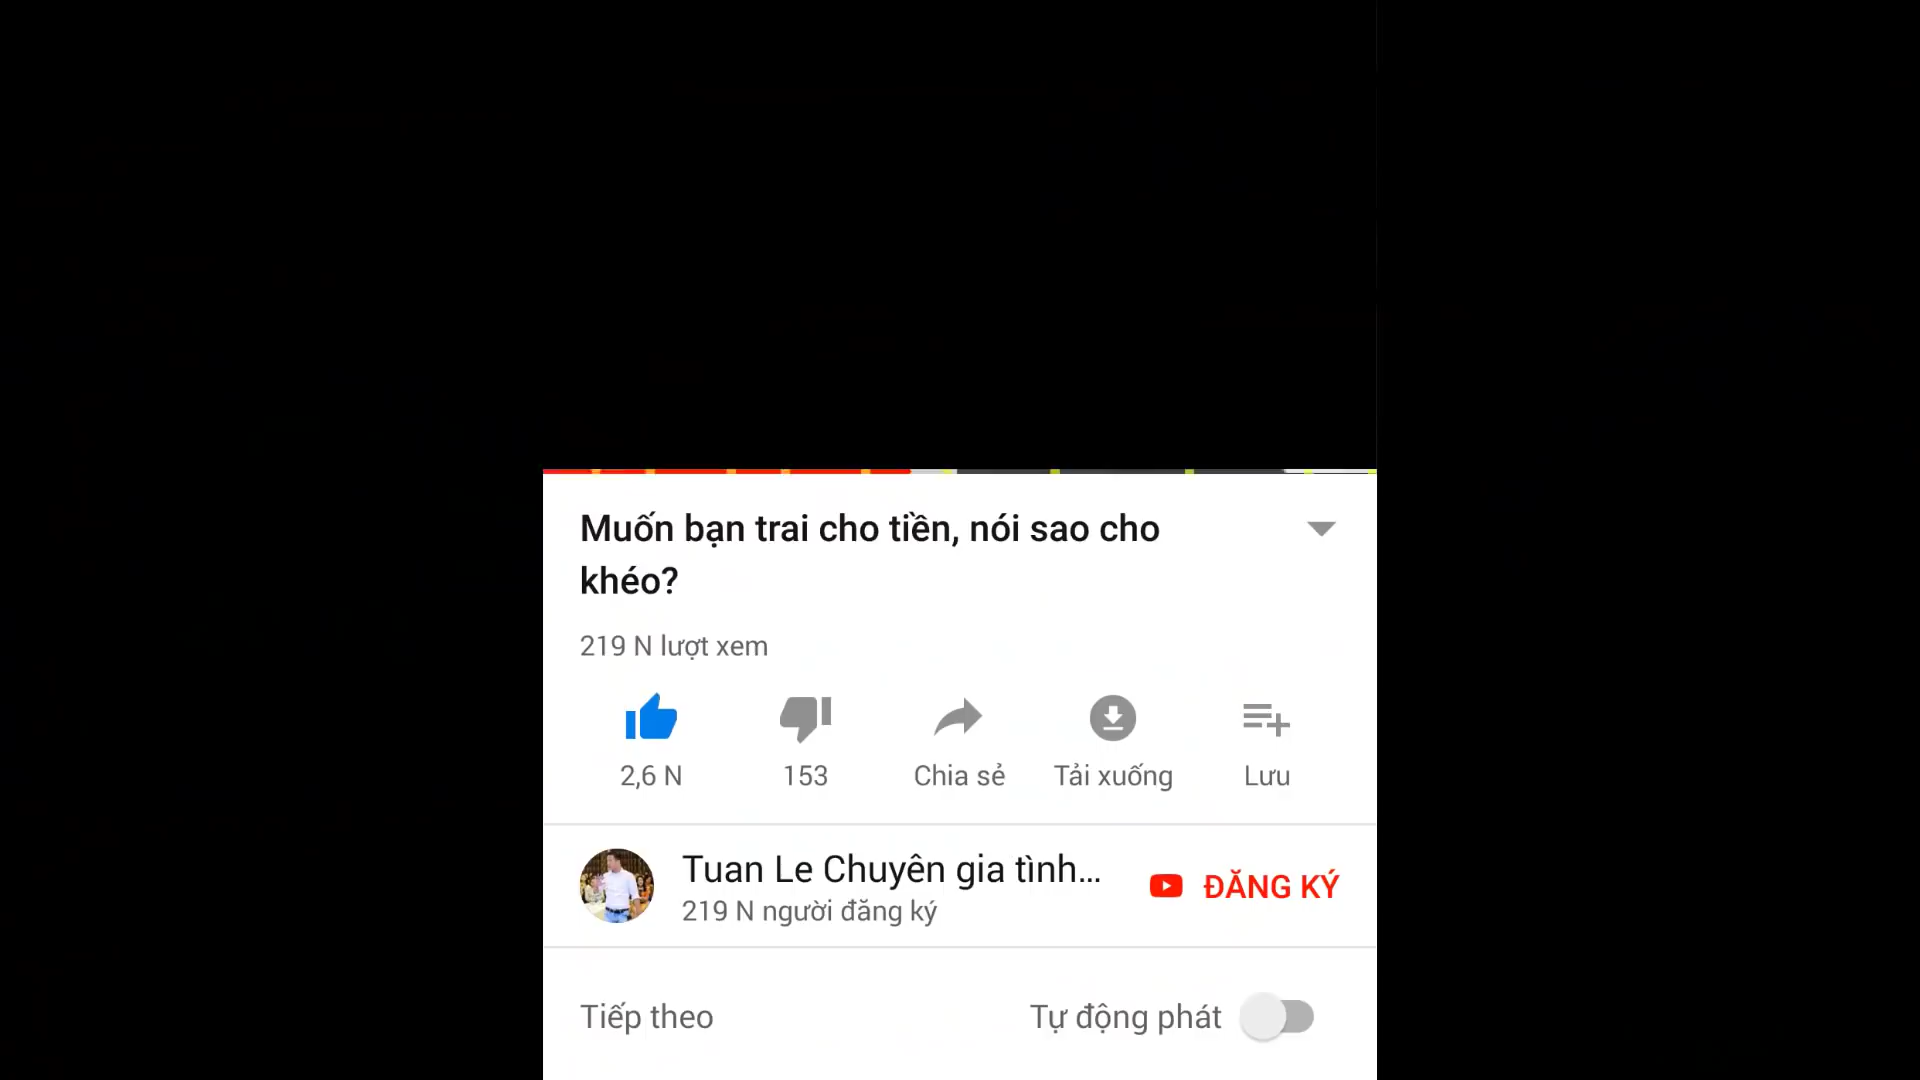 Muốn bạn trai cho tiền, nói sao cho
khéo?
219 N lượt xem
2,6 N
153
Chia sẻ
Tải xuống
Lưu
Tuan Le Chuyên gia tình...
219 N người đăng ký
ĐĂNG KÝ
Tiếp theo
Tự động phát